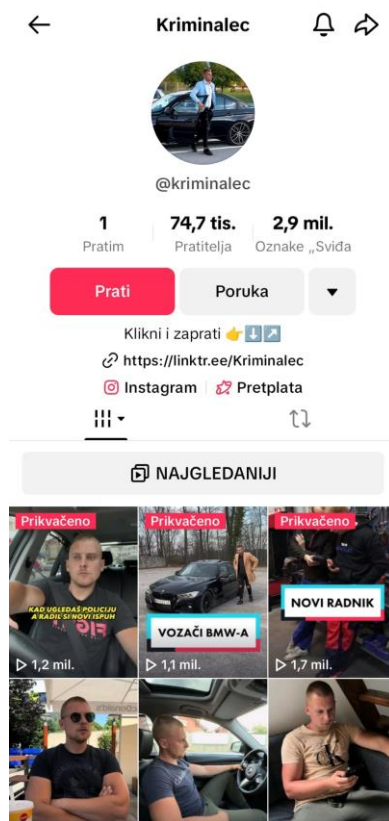 Kriminalec
@kriminalec
1 74,7 tis. 2,9 mil.
Pratim Pratitelja Oznake „Sviđa
Prati Poruka
Klikni i zaprati 👉⬇️↗️
https://linktr.ee/Kriminalec
Instagram Pretplata
NAJGLEDANIJI
Prikvačeno Prikvačeno Prikvačeno
KAD UGLEDAŠ POLICIJU
A RADIL SI NOVI ISPUH
VOZAČI BMW-A
NOVI RADNIK
1,2 mil. 1,1 mil. 1,7 mil.